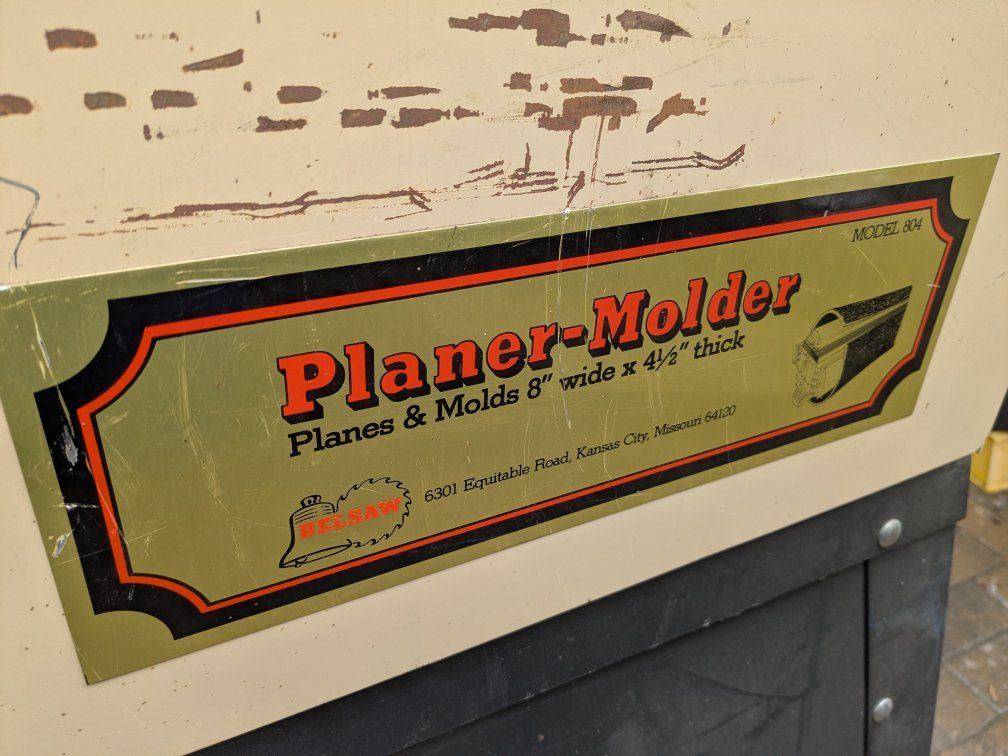 MODEL 804
Planer-Molder
Planes & Molds 8" wide x 4½" thick
6301 Equitable Road, Kansas City, Missouri 64120
BELSAW